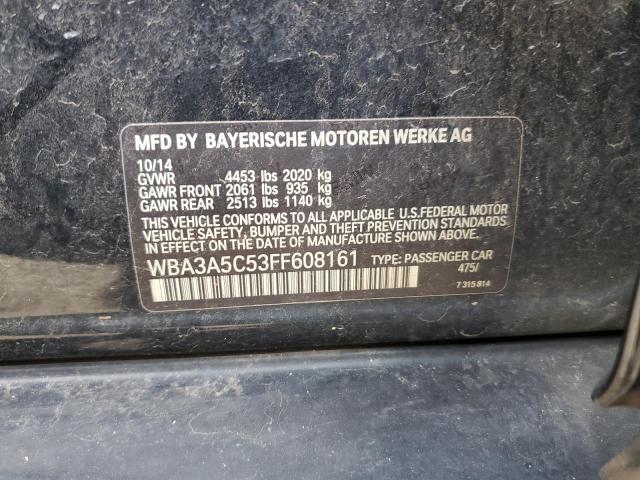 MFD BY BAYERISCHE MOTOREN WERKE AG
10/14
GVWR 4453 lbs 2020 kg
GAWR FRONT 2061 lbs 935 kg
GAWR REAR 2513 lbs 1140 kg
THIS VEHICLE CONFORMS TO ALL APPLICABLE U.S.FEDERAL MOTOR
VEHICLE SAFETY, BUMPER, AND THEFT PREVENTION STANDARDS
IN EFFECT ON THE DATE OF MANUFACTURE SHOWN ABOVE.
WBA3A5C53FF608161 TYPE: PASSENGER CAR
475/
7 315 814